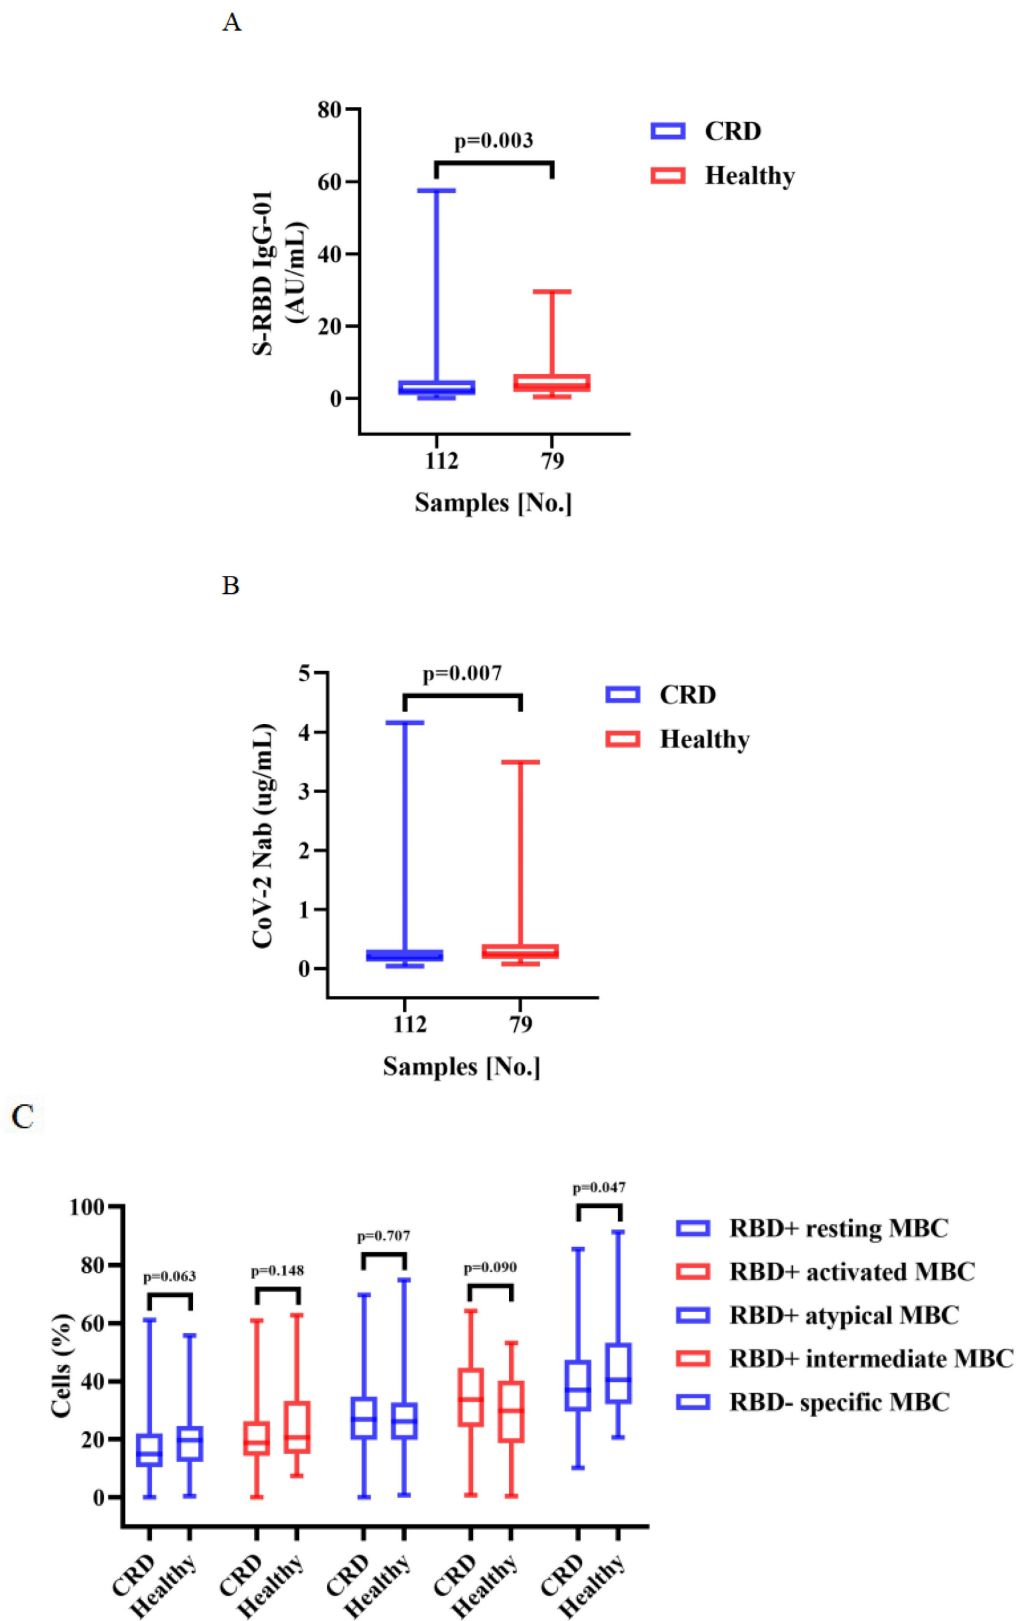 A
80
60
40
20
0
S-RBD IgG-01
(AU/mL)
p=0.003
CRD
Healthy
112 79
Samples [No.]
B
5
4
3
2
1
0
CoV-2 Nab (ug/mL)
p=0.007
CRD
Healthy
112 79
Samples [No.]
C
100
80
60
40
20
0
Cells (%)
p=0.063
p=0.148
p=0.707
p=0.090
p=0.047
RBD+ resting MBC
RBD+ activated MBC
RBD+ atypical MBC
RBD+ intermediate MBC
RBD- specific MBC
CRD
Healthy
CRD
Healthy
CRD
Healthy
CRD
Healthy
CRD
Healthy